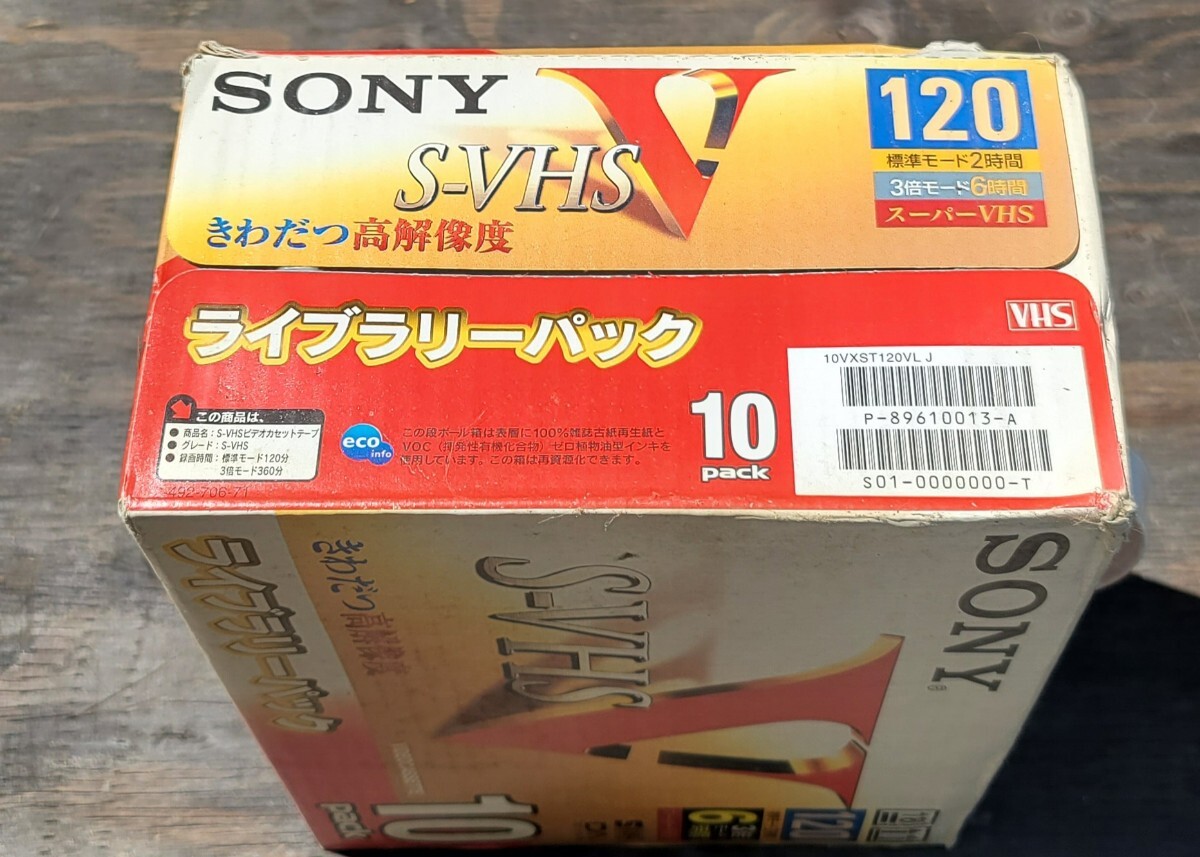 SONY
V
S-VHS
きわだつ高解像度
120
標準モード2時間
3倍モード6時間
スーパーVHS
ライブラリーパック
VHS
10VXST120VL J
P-89610013-A
S01-0000000-T
10
pack
この商品は、
● 商品名:S-VHSビデオカセットテープ
● グレード:S-VHS
● 録画時間:標準モード120分
3倍モード360分
eco
info
この段ボール箱は表層に100%雑誌古紙再生紙と
VOC(揮発性有機化合物)ゼロ植物油型インキを
使用しています。この箱は再資源化できます。
492-706-71
SONY
S-VHS
きわだつ高解像度
ライブラリーパック
10
pack
120
6